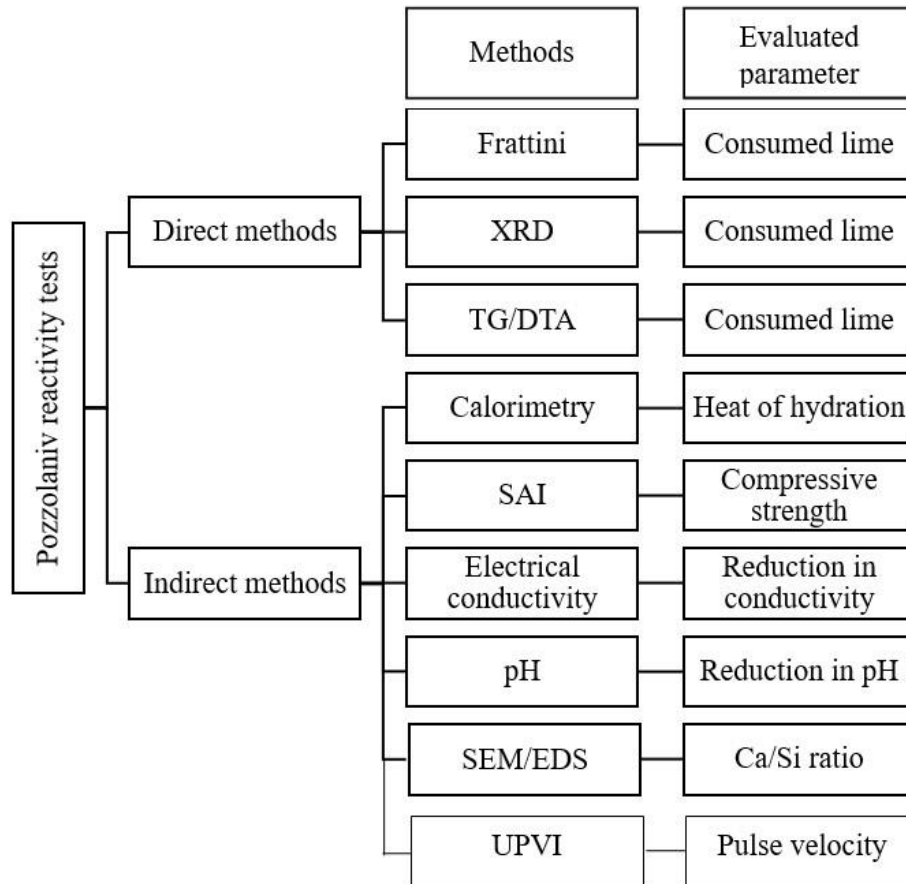 Methods
Evaluated
parameter
Frattini
Consumed lime
Direct methods
XRD
Consumed lime
TG/DTA
Consumed lime
Pozzolaniv reactivity tests
Calorimetry
Heat of hydration
SAI
Compressive
strength
Indirect methods
Electrical
conductivity
Reduction in
conductivity
pH
Reduction in pH
SEM/EDS
Ca/Si ratio
UPVI
Pulse velocity